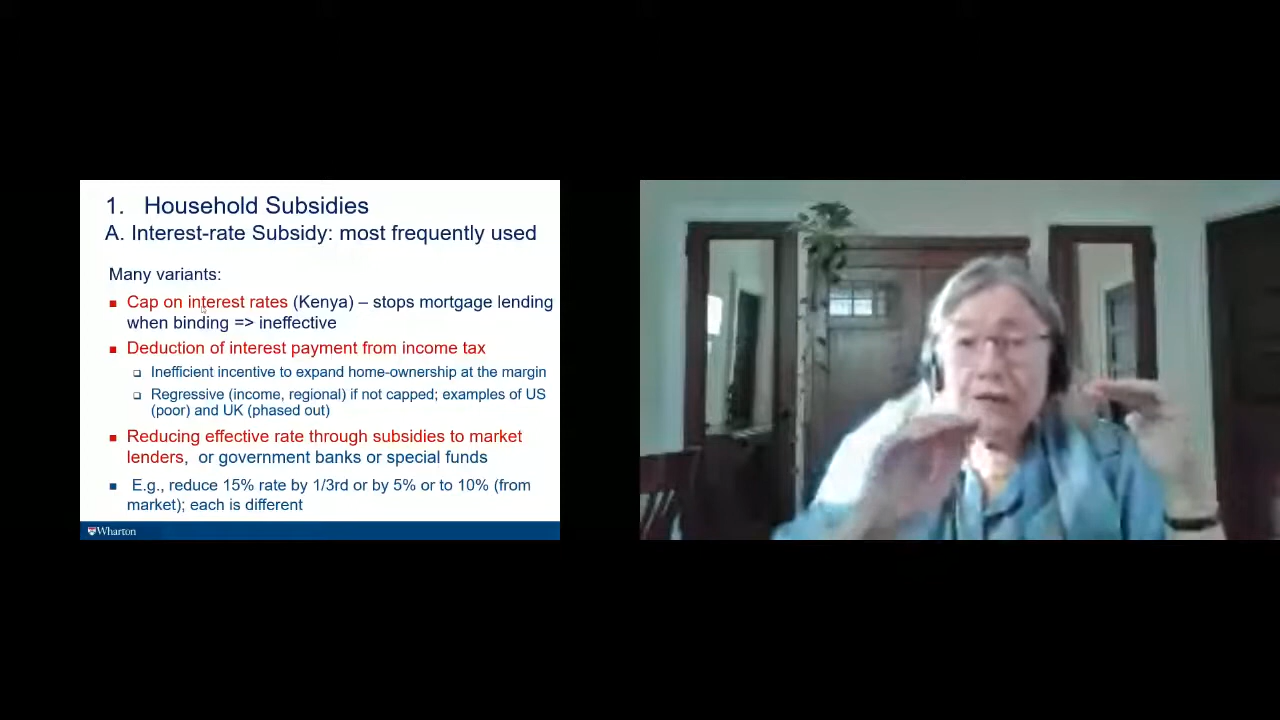 1. Household Subsidies
A. Interest-rate Subsidy: most frequently used
Many variants:
Cap on interest rates (Kenya) – stops mortgage lending
when binding => ineffective
Deduction of interest payment from income tax
Inefficient incentive to expand home-ownership at the margin
Regressive (income, regional) if not capped; examples of US
(poor) and UK (phased out)
Reducing effective rate through subsidies to market
lenders, or government banks or special funds
E.g., reduce 15% rate by 1/3rd or by 5% or to 10% (from
market); each is different
Wharton